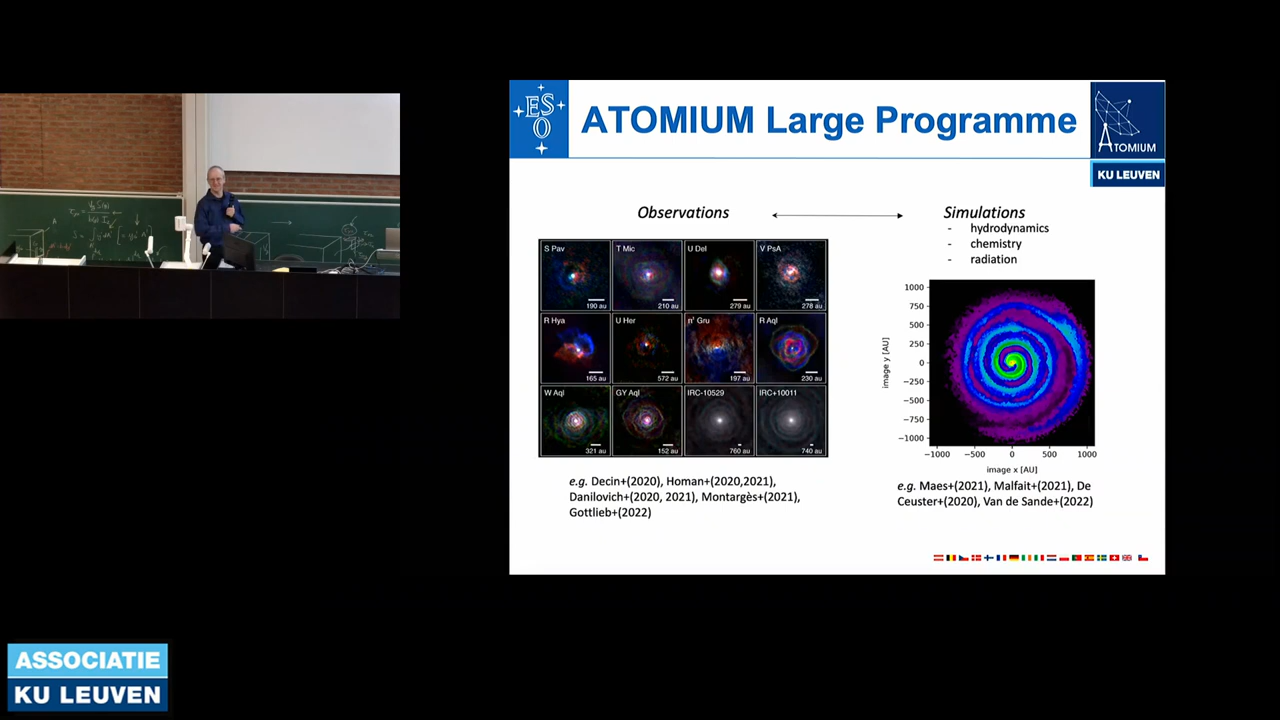 ESO
ATOMIUM Large Programme
ATOMIUM
KU LEUVEN
Observations
Simulations
- hydrodynamics
- chemistry
- radiation
S Pav
190 au
T Mic
210 au
U Del
279 au
V PsA
278 au
R Hya
165 au
U Her
572 au
π¹ Gru
197 au
R Aql
230 au
W Aql
321 au
GY Aql
152 au
IRC-10529
760 au
IRC+10011
740 au
e.g. Decin+(2020), Homan+(2020,2021),
Danilovich+(2020, 2021), Montargès+(2021),
Gottlieb+(2022)
image y [AU]
1000
750
500
250
0
−250
−500
−750
−1000
−1000
−500
0
500
1000
image x [AU]
e.g. Maes+(2021), Malfait+(2021), De
Ceuster+(2020), Van de Sande+(2022)
ASSOCIATIE
KU LEUVEN